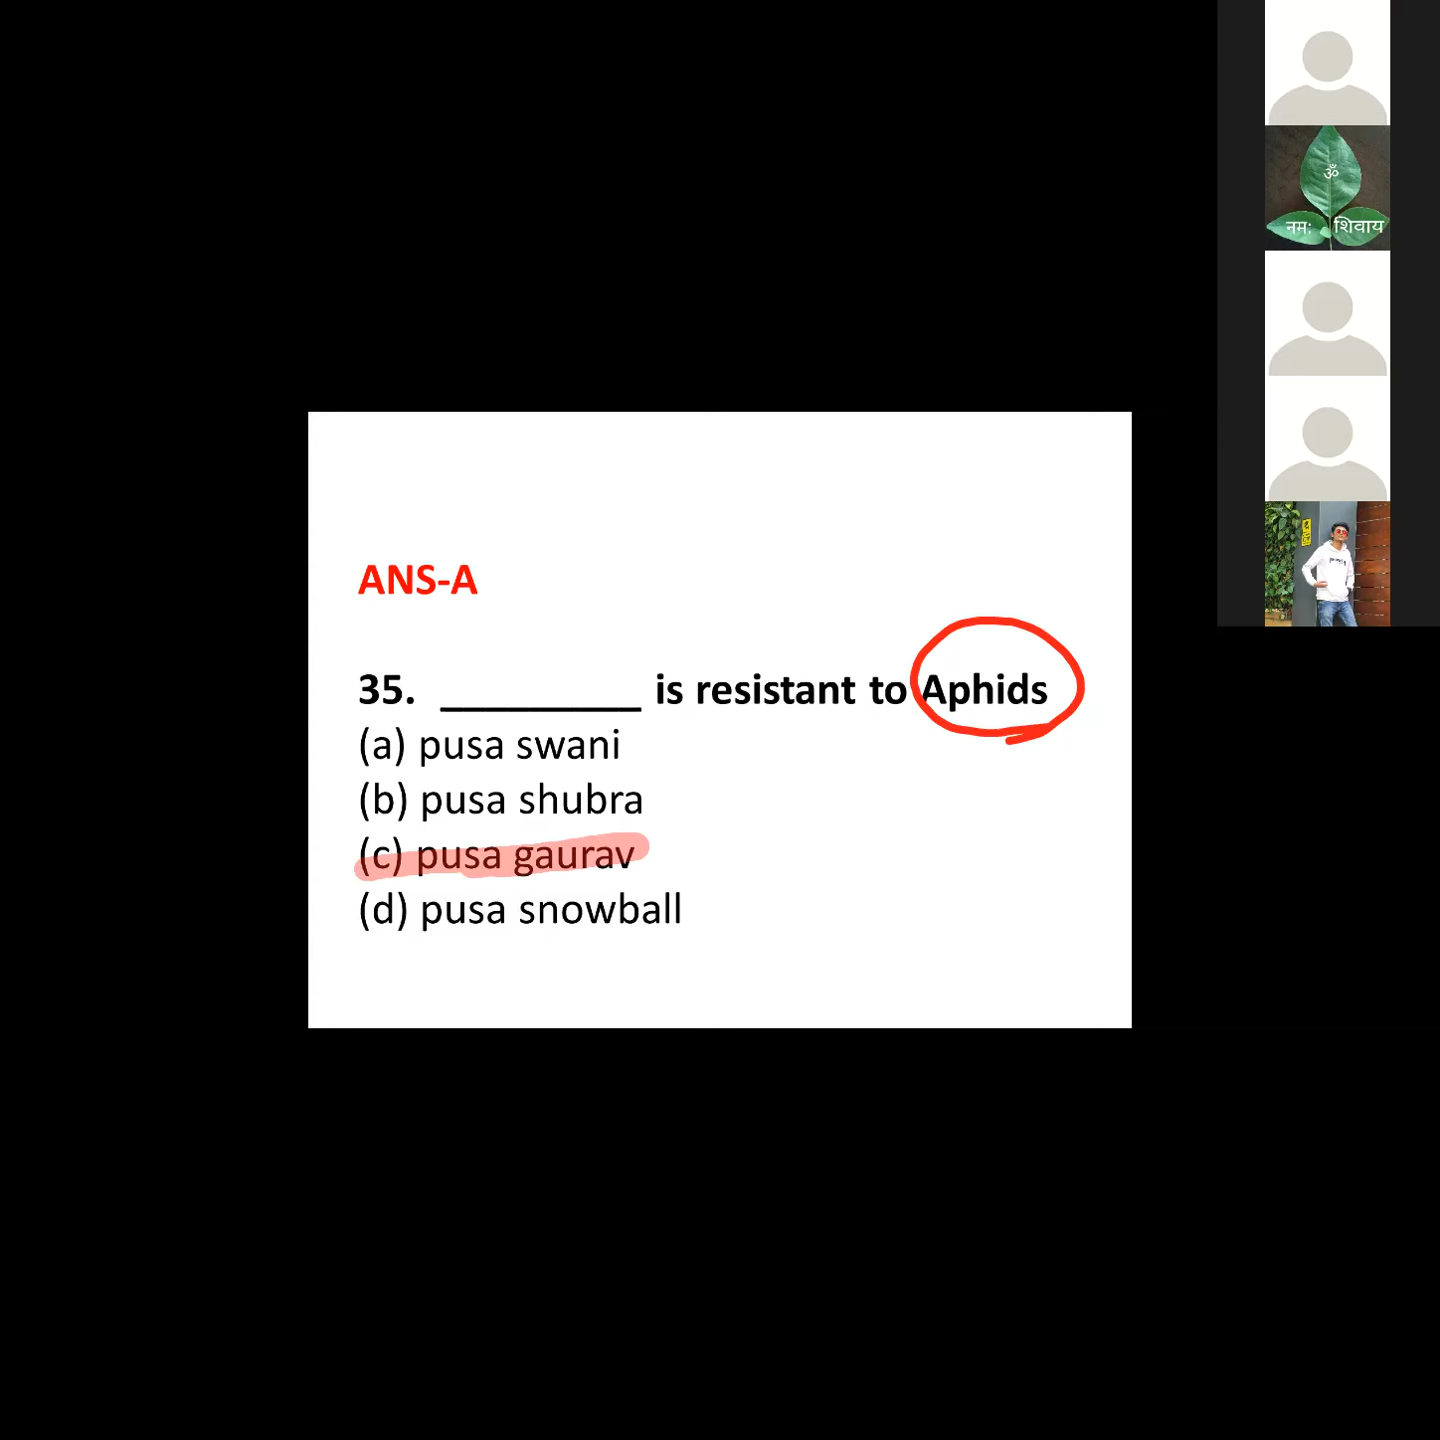 ॐ
नमः शिवाय
ANS-A
35. __________ is resistant to Aphids
(a) pusa swani
(b) pusa shubra
(c) pusa gaurav
(d) pusa snowball